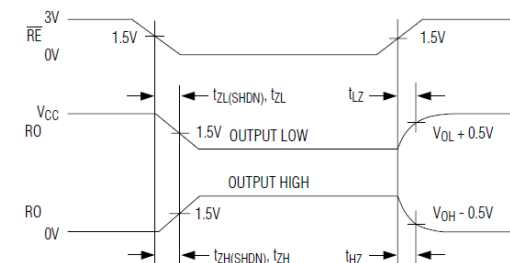 3V
RE
1.5V
1.5V
0V
tZL(SHDN), tZL
tLZ
VCC
RO
1.5V
OUTPUT LOW
VOL + 0.5V
OUTPUT HIGH
RO
1.5V
VOH - 0.5V
0V
tZH(SHDN), tZH
tHZ